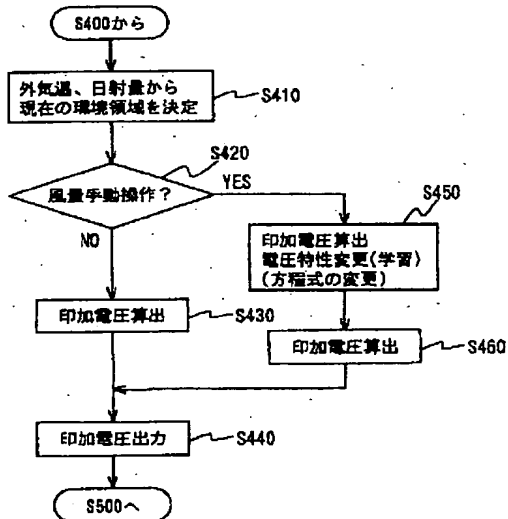 S400から
外気温、日射量から
現在の環境領域を決定
S410
S420
風量手動操作？
YES
S450
NO
印加電圧算出
電圧特性変更(学習)
(方程式の変更)
印加電圧算出
S430
印加電圧算出
S460
印加電圧出力
S440
S500へ